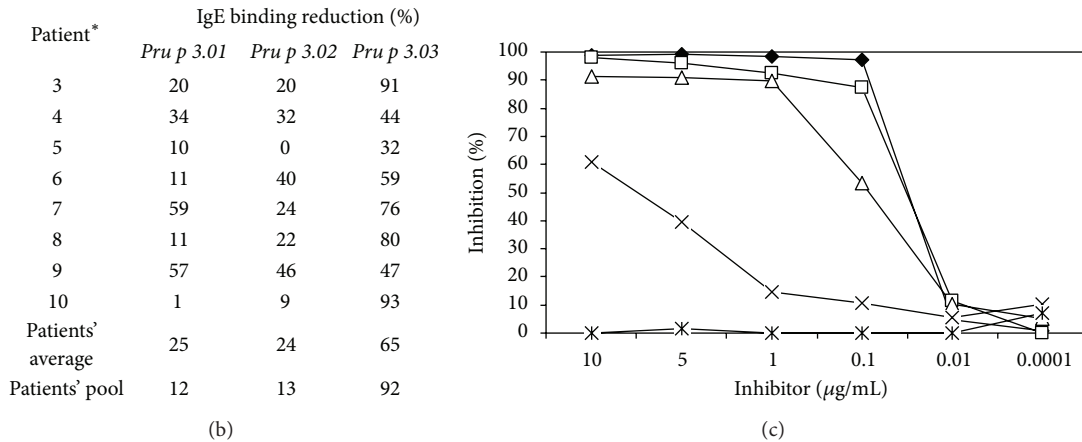 IgE binding reduction (%)
Patient*
Pru p 3.01 Pru p 3.02 Pru p 3.03
3 20 20 91
4 34 32 44
5 10 0 32
6 11 40 59
7 59 24 76
8 11 22 80
9 57 46 47
10 1 9 93
Patients'
average
25 24 65
Patients' pool 12 13 92
(b)
100
90
80
70
60
50
40
30
20
10
0
Inhibition (%)
10 5 1 0.1 0.01 0.0001
Inhibitor (μg/mL)
(c)